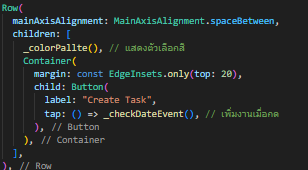 Row(
mainAxisAlignment: MainAxisAlignment.spaceBetween,
children: [
_colorPallte(), // แสดงตัวเลือกสี
Container(
margin: const EdgeInsets.only(top: 20),
child: Button(
label: "Create Task",
tap: () => _checkDateEvent(), // เพิ่มงานเมื่อกด
), // Button
), // Container
],
), // Row